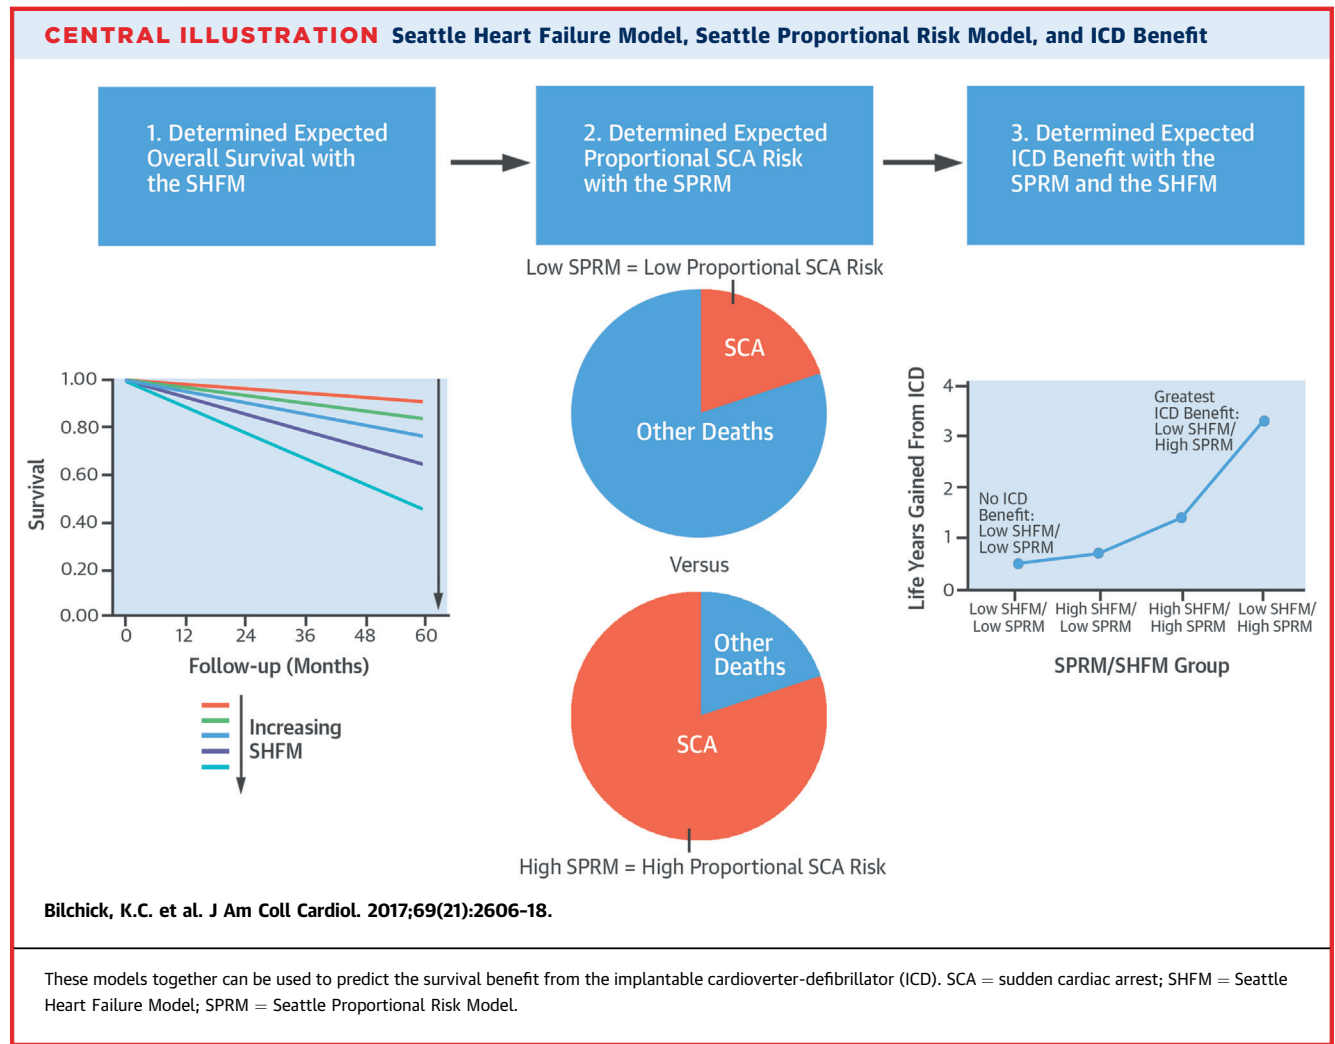 CENTRAL ILLUSTRATION Seattle Heart Failure Model, Seattle Proportional Risk Model, and ICD Benefit
1. Determined Expected
Overall Survival with
the SHFM
2. Determined Expected
Proportional SCA Risk
with the SPRM
3. Determined Expected
ICD Benefit with the
SPRM and the SHFM
1.00
0.80
0.60
0.40
0.20
0.00
Survival
0 12 24 36 48 60
Follow-up (Months)
Increasing
SHFM
Low SPRM = Low Proportional SCA Risk
SCA
Other Deaths
Versus
Other
Deaths
SCA
High SPRM = High Proportional SCA Risk
Life Years Gained From ICD
4
3
2
1
0
Greatest
ICD Benefit:
Low SHFM/
High SPRM
No ICD
Benefit:
Low SHFM/
Low SPRM
Low SHFM/ High SHFM/ High SHFM/ Low SHFM/
Low SPRM Low SPRM High SPRM High SPRM
SPRM/SHFM Group
Bilchick, K.C. et al. J Am Coll Cardiol. 2017;69(21):2606–18.
These models together can be used to predict the survival benefit from the implantable cardioverter-defibrillator (ICD). SCA = sudden cardiac arrest; SHFM = Seattle
Heart Failure Model; SPRM = Seattle Proportional Risk Model.